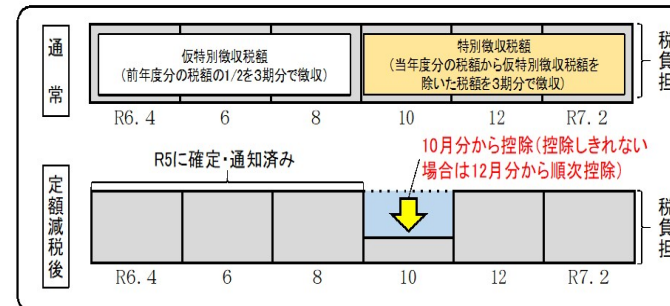 通常
仮特別徴収税額
(前年度分の税額の1/2を3期分で徴収)
特別徴収税額
(当年度分の税額から仮特別徴収税額を
除いた税額を3期分で徴収)
税負担
R6.4 6 8 10 12 R7.2
R5に確定・通知済み
10月分から控除(控除しきれない
場合は12月分から順次控除)
定額減税後
税負担
R6.4 6 8 10 12 R7.2